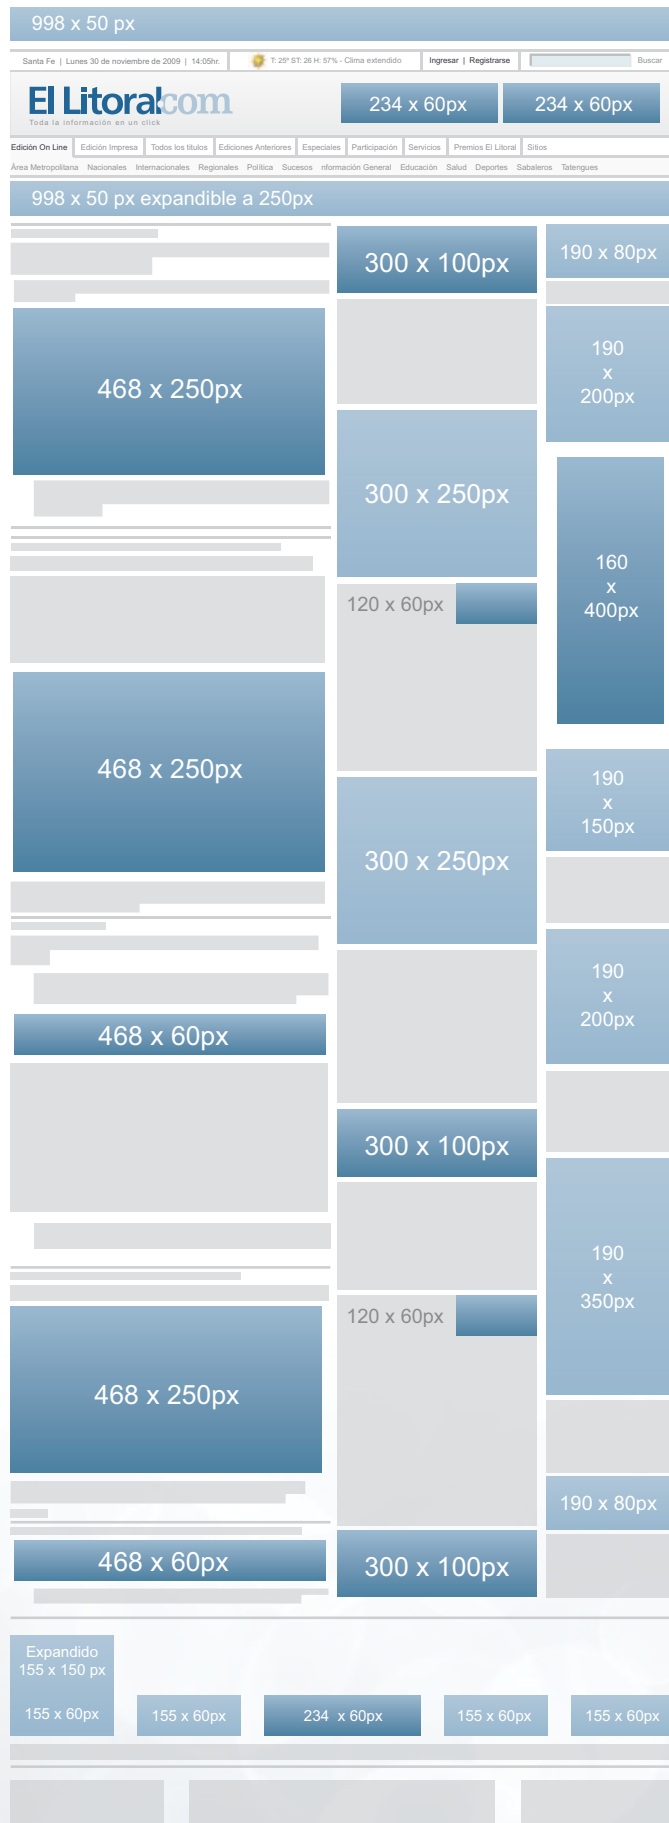 998 x 50 px
Santa Fe | Lunes 30 de noviembre de 2009 | 14:05hr.
T: 25º ST: 26 H: 57% - Clima extendido
Ingresar | Registrarse
Buscar
El Litoral.com
Toda la información en un click
234 x 60px
234 x 60px
Edición On Line
Edición Impresa
Todos los titulos
Ediciones Anteriores
Especiales
Participación
Servicios
Premios El Litoral
Sitios
Área Metropolitana Nacionales Internacionales Regionales Política Sucesos nformación General Educación Salud Deportes Sabaleros Tatengues
998 x 50 px expandible a 250px
468 x 250px
468 x 250px
468 x 60px
468 x 250px
468 x 60px
300 x 100px
300 x 250px
120 x 60px
300 x 250px
300 x 100px
120 x 60px
300 x 100px
190 x 80px
190
x
200px
160
x
400px
190
x
150px
190
x
200px
190
x
350px
190 x 80px
Expandido
155 x 150 px
155 x 60px
155 x 60px
234 x 60px
155 x 60px
155 x 60px